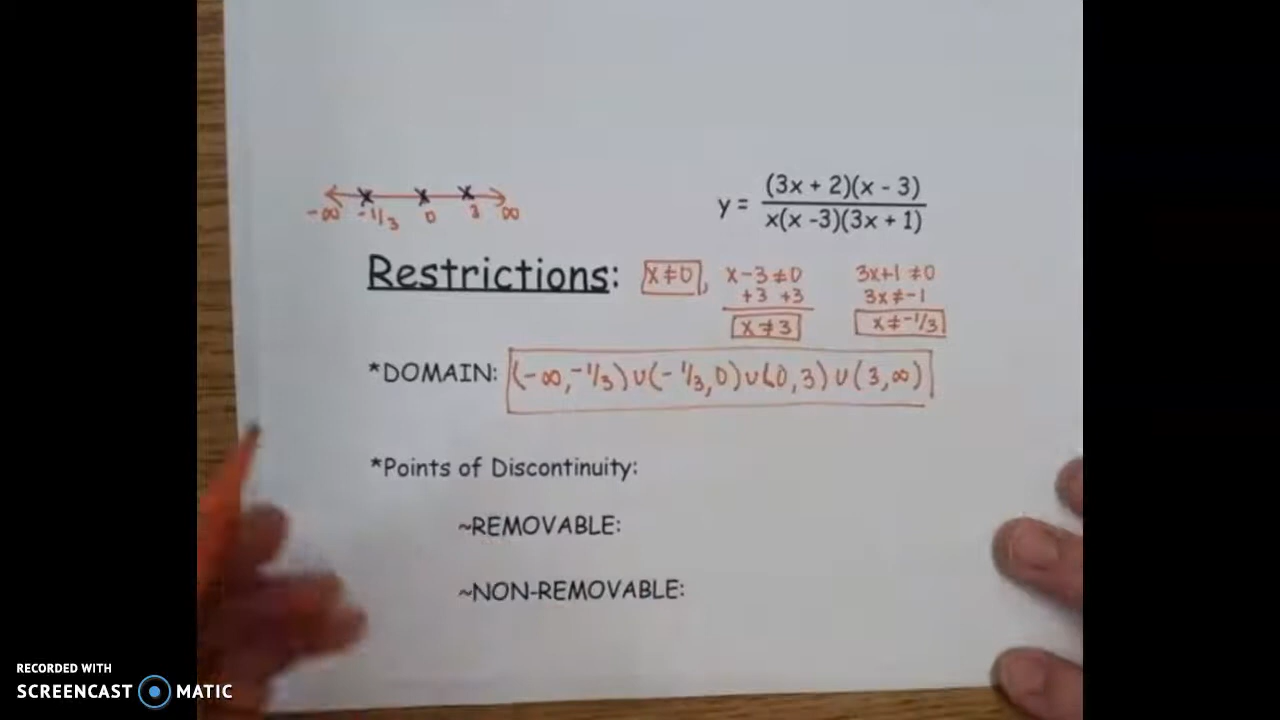 -∞ -1/3 0 3 ∞
y = (3x + 2)(x - 3)
x(x -3)(3x + 1)
Restrictions: x≠0, x-3≠0 3x+1≠0
+3 +3 3x≠-1
x≠3 x≠-1/3
*DOMAIN: (-∞,-1/3)∪(-1/3,0)∪(0,3)∪(3,∞)
*Points of Discontinuity:
~REMOVABLE:
~NON-REMOVABLE:
RECORDED WITH
SCREENCAST MATIC